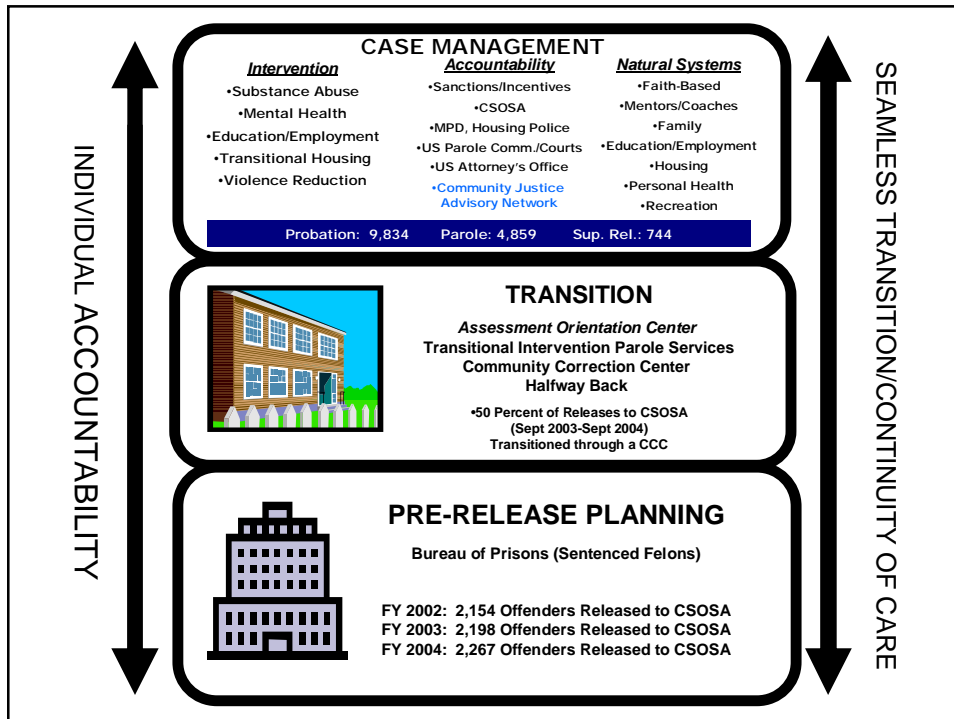 INDIVIDUAL ACCOUNTABILITY
CASE MANAGEMENT
Intervention
•Substance Abuse
•Mental Health
•Education/Employment
•Transitional Housing
•Violence Reduction
Accountability
•Sanctions/Incentives
•CSOSA
•MPD, Housing Police
•US Parole Comm./Courts
•US Attorney's Office
•Community Justice
Advisory Network
Natural Systems
•Faith-Based
•Mentors/Coaches
•Family
•Education/Employment
•Housing
•Personal Health
•Recreation
Probation: 9,834 Parole: 4,859 Sup. Rel.: 744
TRANSITION
Assessment Orientation Center
Transitional Intervention Parole Services
Community Correction Center
Halfway Back
•50 Percent of Releases to CSOSA
(Sept 2003-Sept 2004)
Transitioned through a CCC
PRE-RELEASE PLANNING
Bureau of Prisons (Sentenced Felons)
FY 2002: 2,154 Offenders Released to CSOSA
FY 2003: 2,198 Offenders Released to CSOSA
FY 2004: 2,267 Offenders Released to CSOSA
SEAMLESS TRANSITION/CONTINUITY OF CARE